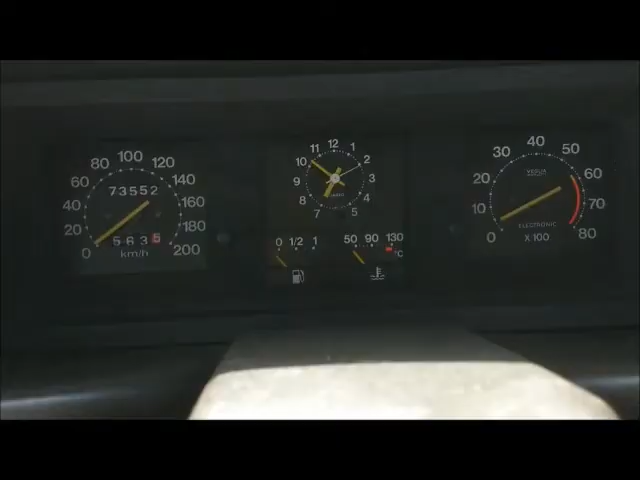 0 20 40 60 80 100 120 140 160 180 200
73552
563 5
km/h
12 1 2 3 4 5 7 8 9 10 11
0 1/2 1
50 90 130
°C
0 10 20 30 40 50 60 70 80
ELECTRONIC
X 100